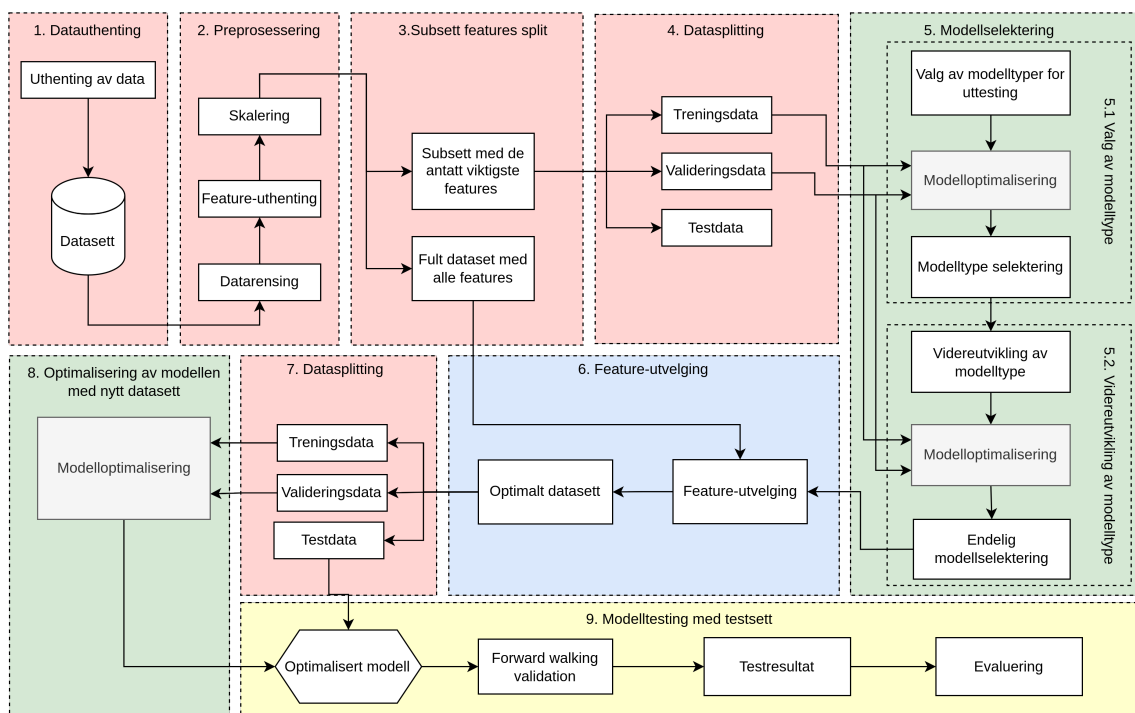 1. Datauthenting
Uthenting av data
Datasett
2. Preprosessering
Skalering
Feature-uthenting
Datarensing
3.Subsett features split
Subsett med de
antatt viktigste
features
Fult dataset med
alle features
4. Datasplitting
Treningsdata
Valideringsdata
Testdata
5. Modellselektering
5.1 Valg av modelltype
Valg av modelltyper for
uttesting
Modelloptimalisering
Modelltype selektering
5.2. Videreutvikling av modelltype
Videreutvikling av
modelltype
Modelloptimalisering
Endelig
modellselektering
6. Feature-utvelging
Feature-utvelging
Optimalt datasett
7. Datasplitting
Treningsdata
Valideringsdata
Testdata
8. Optimalisering av modellen
med nytt datasett
Modelloptimalisering
9. Modelltesting med testsett
Optimalisert modell
Forward walking
validation
Testresultat
Evaluering